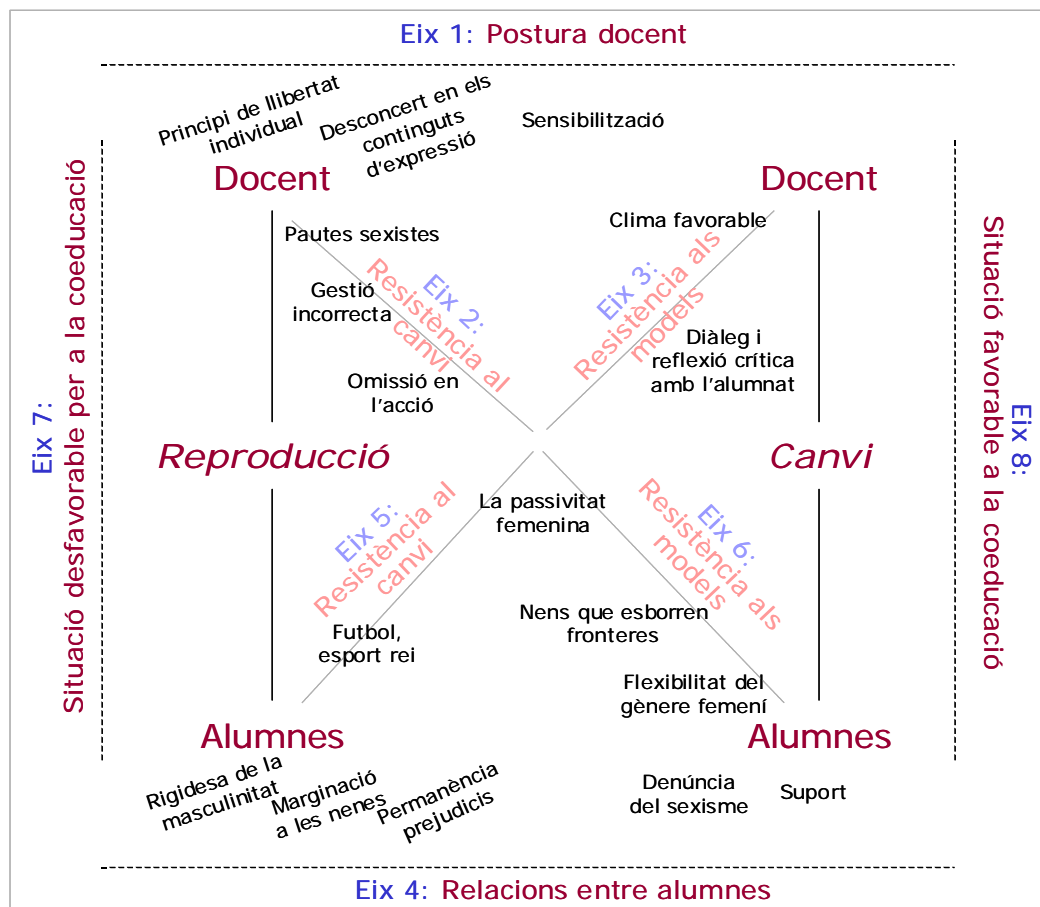 Eix 1: Postura docent
Principi de llibertat
individual
Desconcert en els
continguts
d'expressió
Sensibilització
Docent
Docent
Pautes sexistes
Gestió
incorrecta
Omissió en
l'acció
Eix 2:
Resistència al
canvi
Eix 3:
Resistència als
models
Clima favorable
Diàleg i
reflexió crítica
amb l'alumnat
Eix 7:
Situació desfavorable per a la coeducació
Situació favorable a la coeducació
Eix 8:
Reproducció
Canvi
Eix 5:
Resistència al
canvi
La passivitat
femenina
Eix 6:
Resistència als
models
Futbol,
esport rei
Nens que esborren
fronteres
Flexibilitat del
gènere femení
Alumnes
Alumnes
Rigidesa de la
masculinitat
Marginació
a les nenes
Permanència
prejudicis
Denúncia
del sexisme
Suport
Eix 4: Relacions entre alumnes